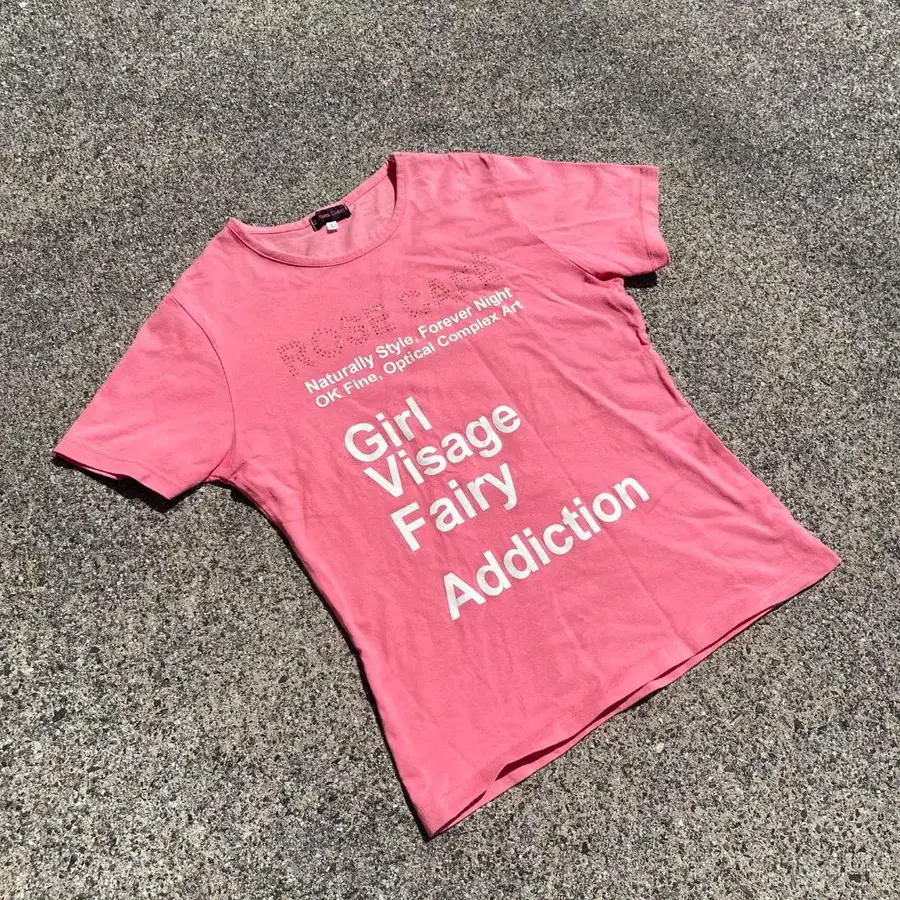 ROSE CAFE
Naturally Style, Forever Night
OK Fine, Optical Complex Art
Girl
Visage
Fairy
Addiction